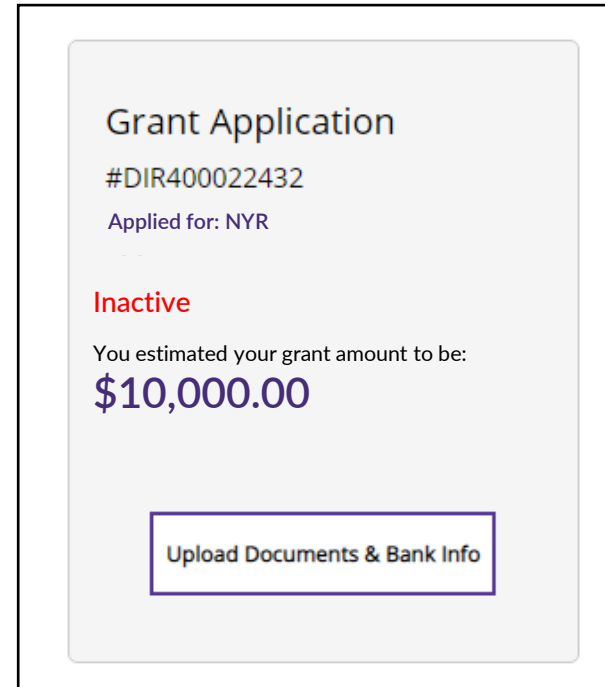 Grant Application
#DIR400022432
Applied for: NYR
Inactive
You estimated your grant amount to be:
$10,000.00
Upload Documents & Bank Info